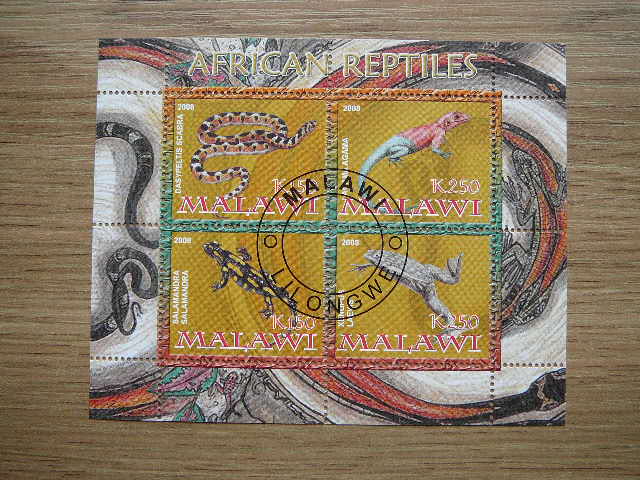 AFRICAN REPTILES
2008
DASYPELTIS SCABRA
K150
MALAWI
2008
AGAMA
K250
MALAWI
MALAWI
LILONGWE
2008
SALAMANDRA
SALAMANDRA
K150
MALAWI
2008
K250
MALAWI